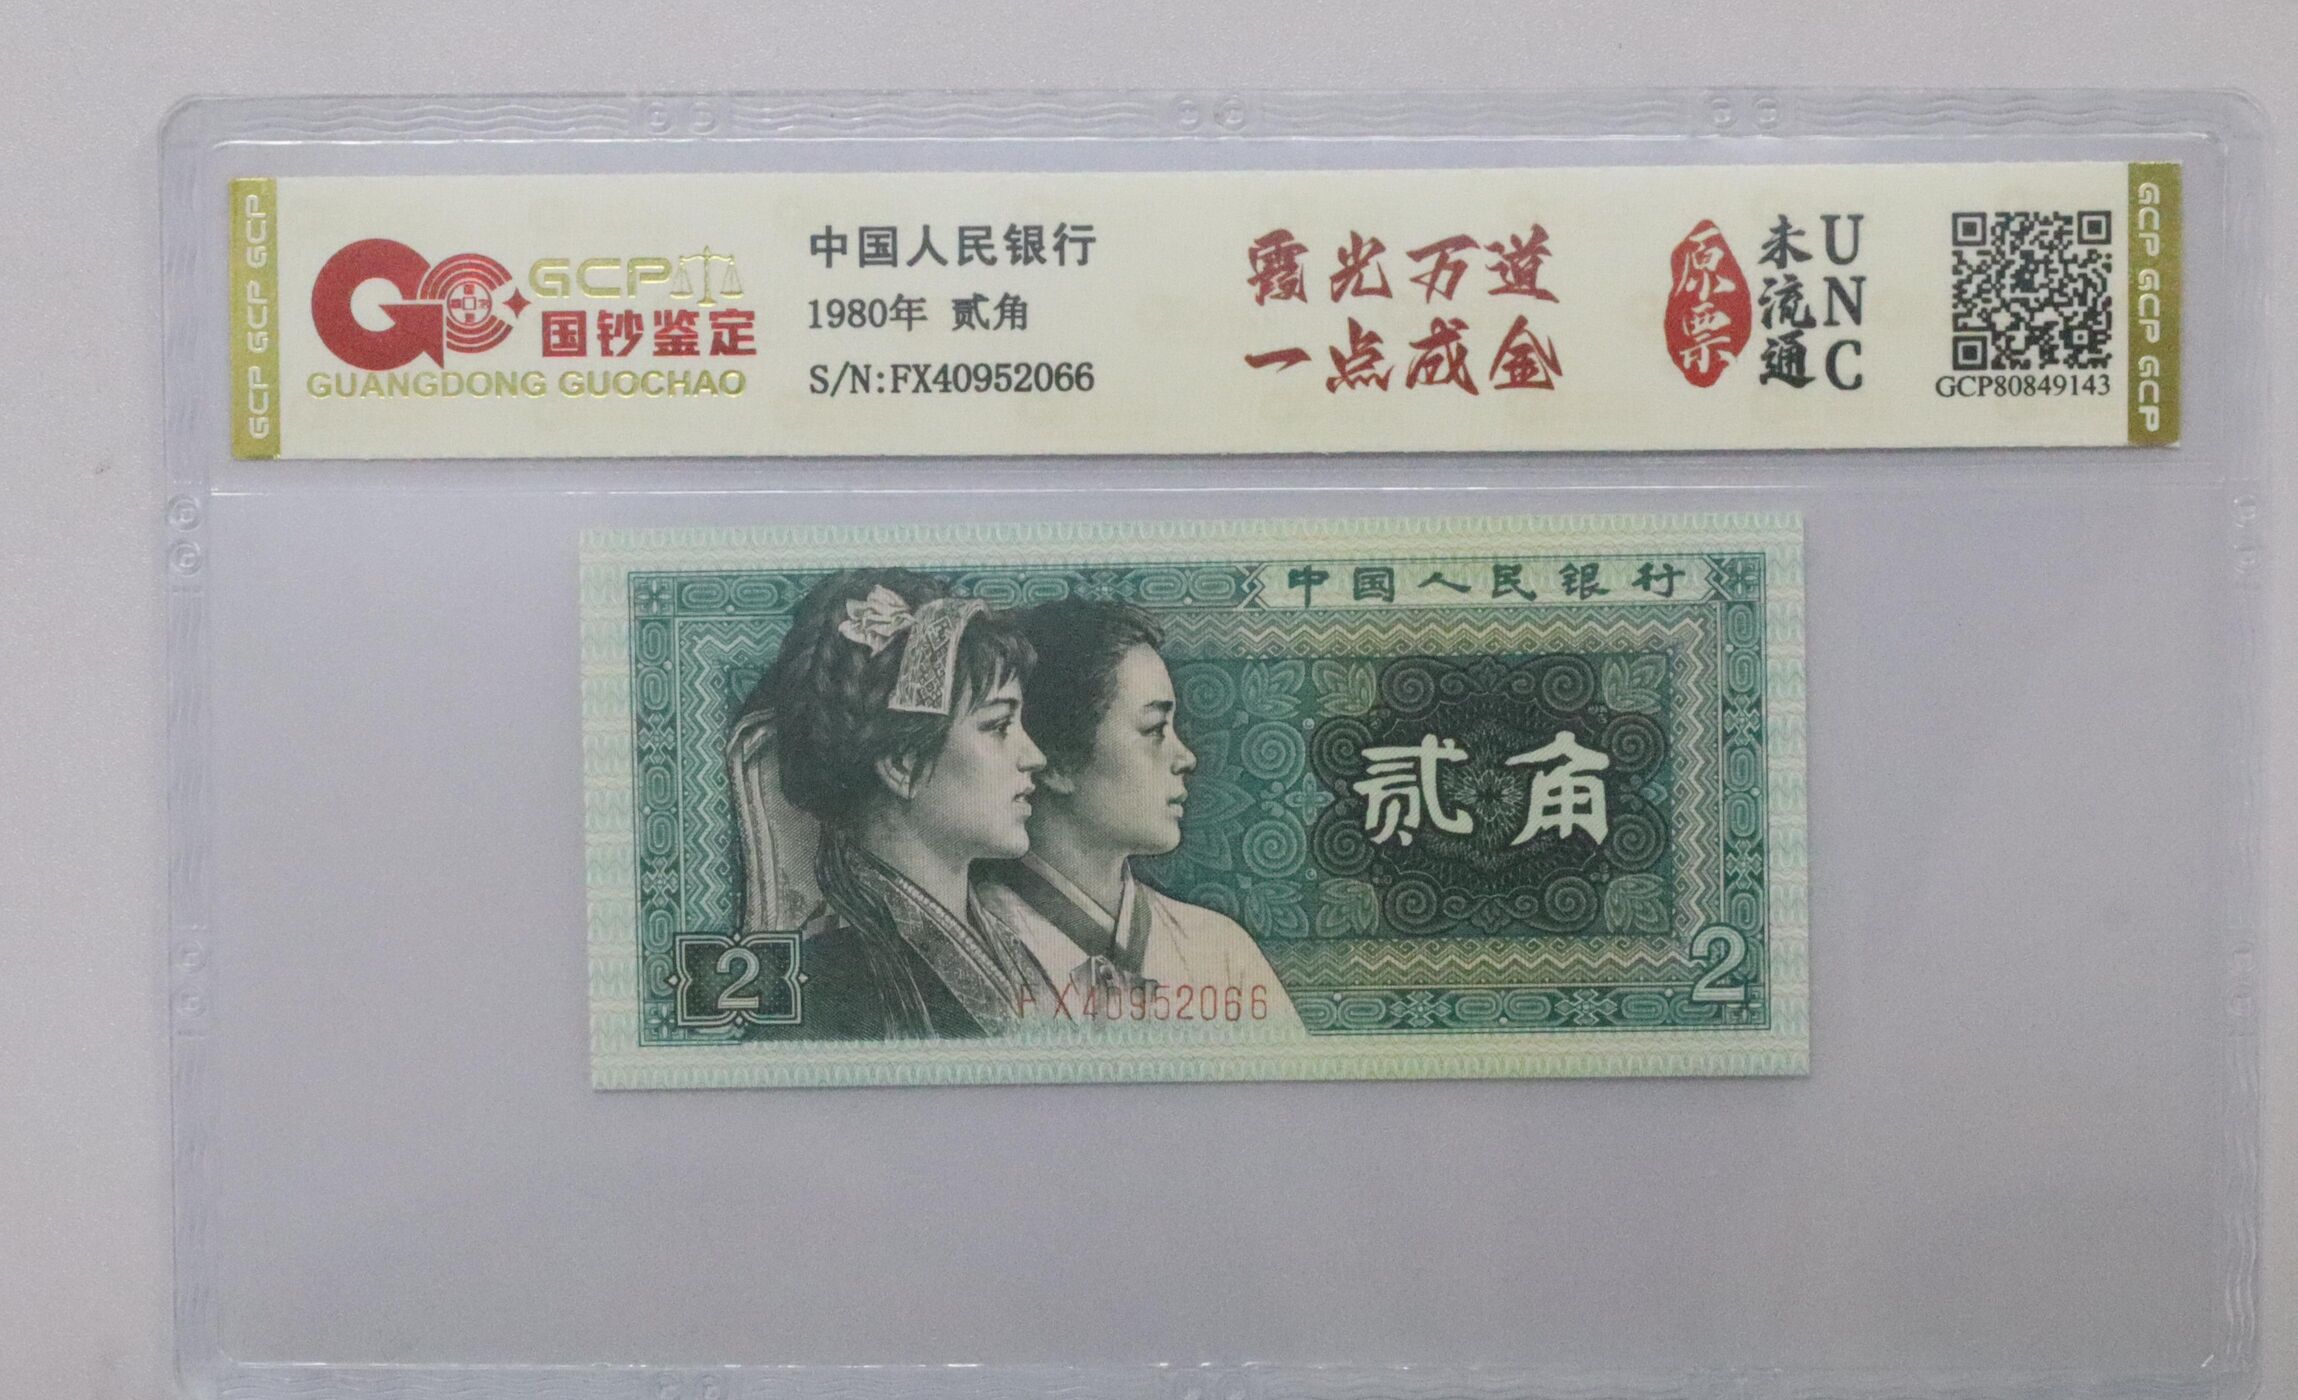 GCP GCP GCP
GCP
国钞鉴定
GUANGDONG GUOCHAO
中国人民银行
1980年 贰角
S/N:FX40952066
霞光万道
一点成金
原票
未流通
UNC
GCP80849143
GCP GCP GCP
中国人民银行
贰角
2
FX40952066
2